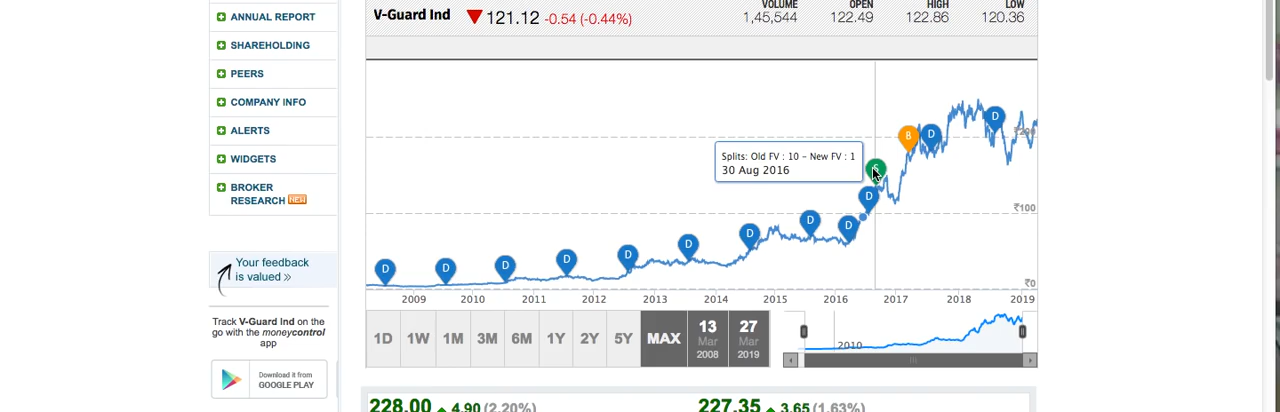 ANNUAL REPORT
SHAREHOLDING
PEERS
COMPANY INFO
ALERTS
WIDGETS
BROKER
RESEARCH NEW
Your feedback
is valued »
Track V-Guard Ind on the
go with the moneycontrol
app
Download it from
GOOGLE PLAY
V-Guard Ind 121.12 -0.54 (-0.44%)
VOLUME OPEN HIGH LOW
1,45,544 122.49 122.86 120.36
Splits: Old FV : 10 - New FV : 1
30 Aug 2016
D D D D D D D D D D S B D D
₹200
₹100
₹0
2009 2010 2011 2012 2013 2014 2015 2016 2017 2018 2019
1D 1W 1M 3M 6M 1Y 2Y 5Y MAX
13 Mar 2008
27 Mar 2019
2010
228.00 4.90 (2.20%)
227.35 3.65 (1.63%)